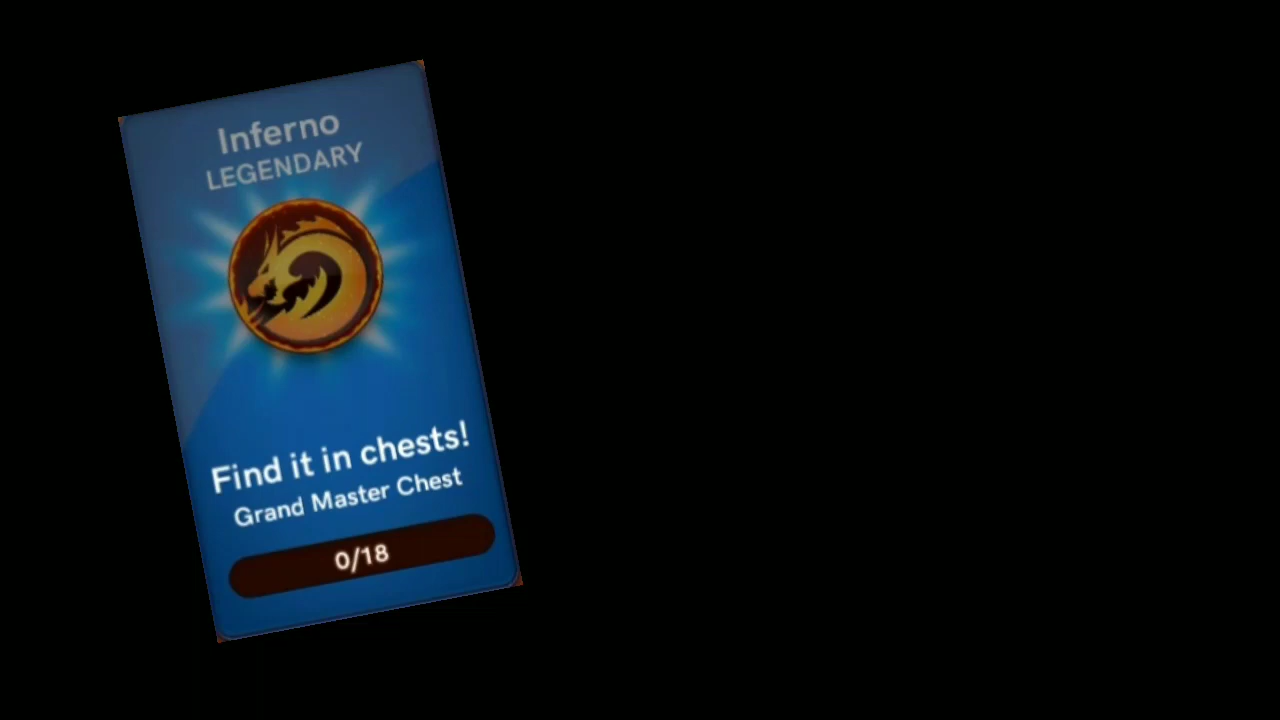 Inferno
LEGENDARY
Find it in chests!
Grand Master Chest
0/18